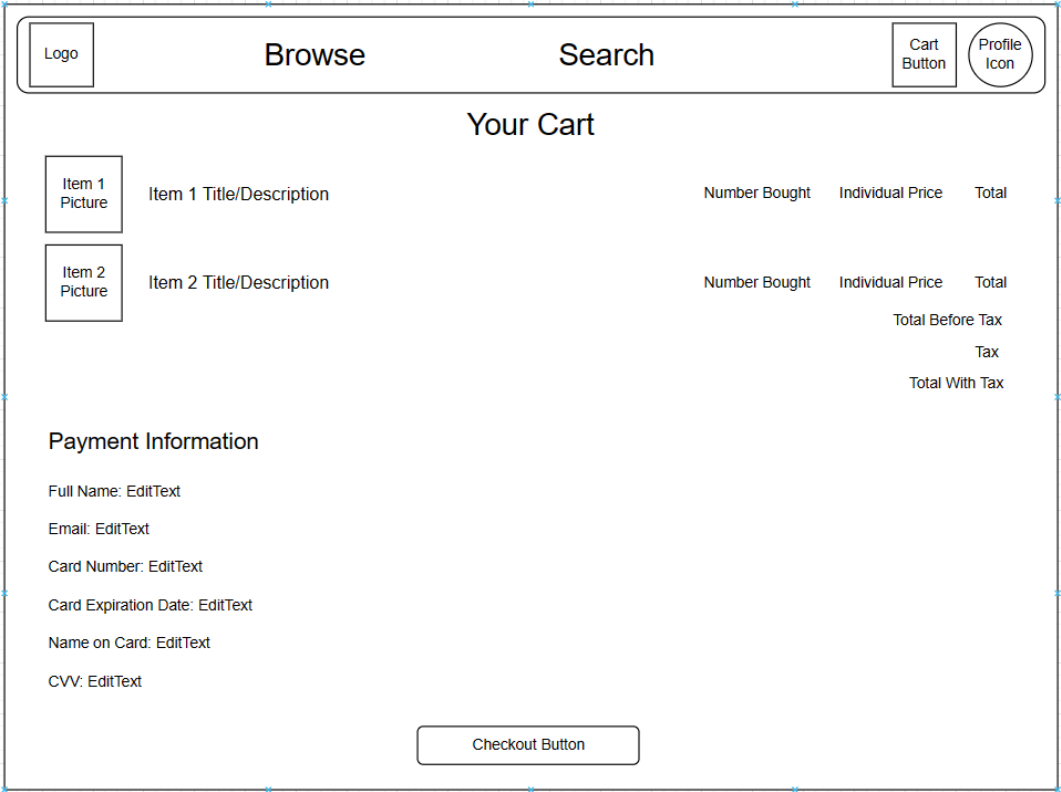 Logo
Browse
Search
Cart
Button
Profile
Icon
Your Cart
Item 1
Picture
Item 1 Title/Description
Number Bought
Individual Price
Total
Item 2
Picture
Item 2 Title/Description
Number Bought
Individual Price
Total
Total Before Tax
Tax
Total With Tax
Payment Information
Full Name: EditText
Email: EditText
Card Number: EditText
Card Expiration Date: EditText
Name on Card: EditText
CVV: EditText
Checkout Button